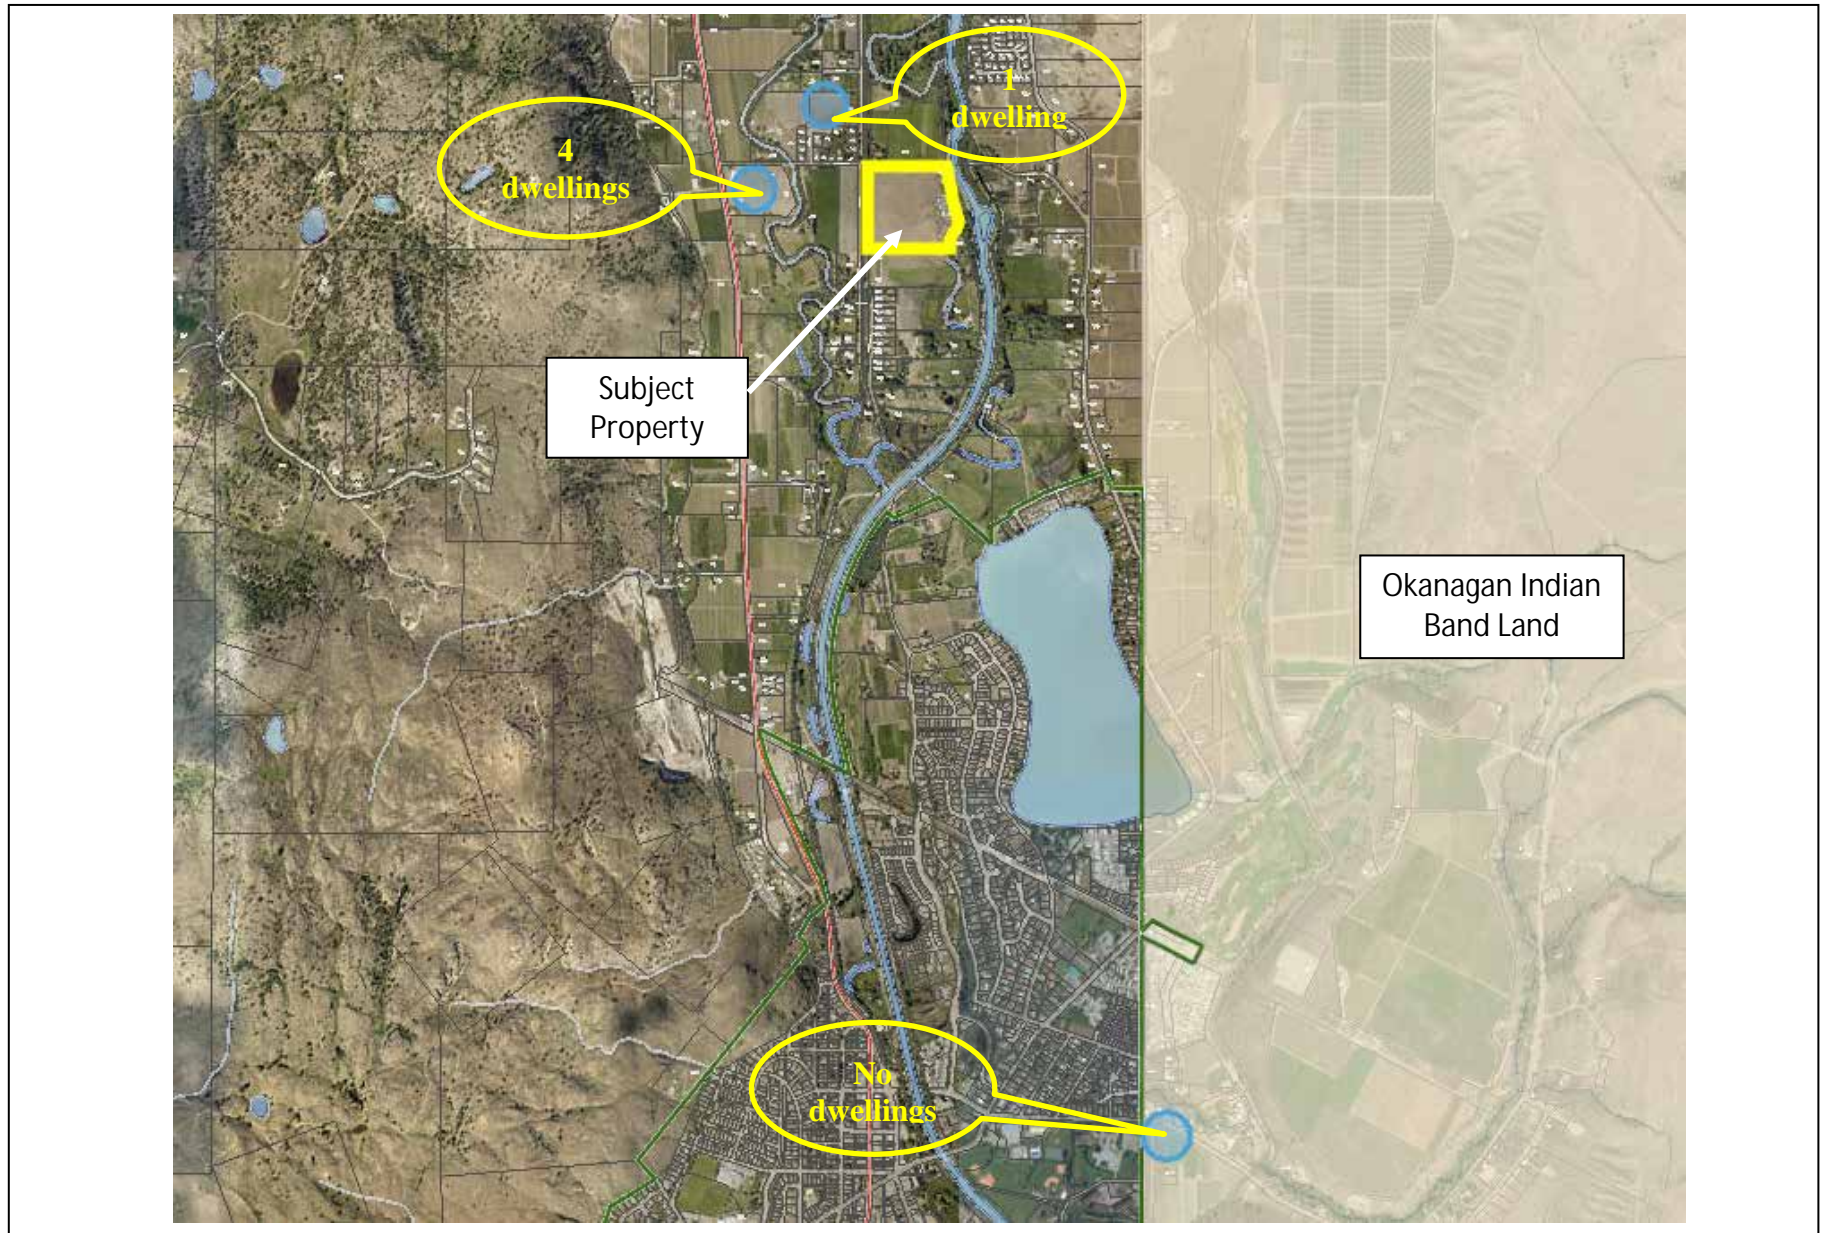 1
dwelling
4
dwellings
Subject
Property
Okanagan Indian
Band Land
No
dwellings